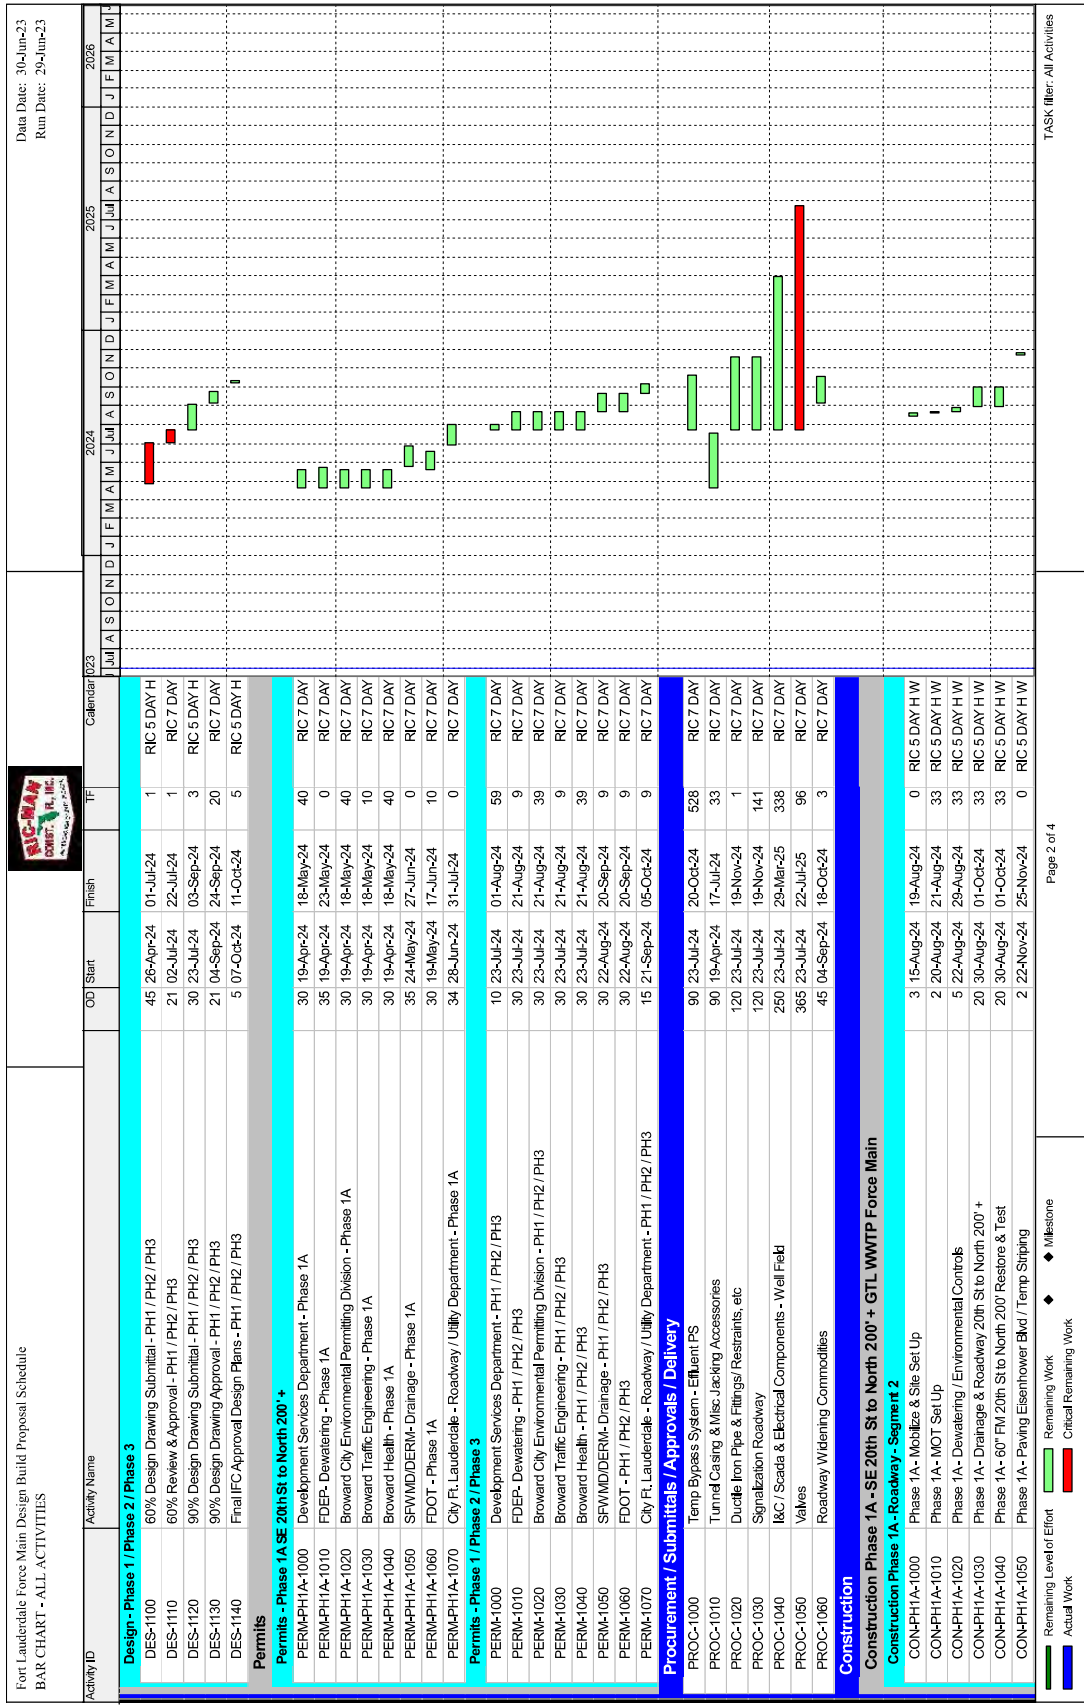 Fort Lauderdale Force Main Design Build Proposal Schedule
BAR CHART - ALL ACTIVITIES
RIC-MAN
CONST. FL, INC.
Data Date: 30-Jun-23
Run Date: 29-Jun-23
Activity ID Activity Name OD Start Finish TF Calendar 2023 2024 2025 2026
J Jul A S O N D J F M A M J Jul A S O N D J F M A M J Jul A S O N D J F M A M J
Design - Phase 1 / Phase 2 / Phase 3
DES-1100 60% Design Drawing Submittal - PH1 / PH2 / PH3 45 26-Apr-24 01-Jul-24 1 RIC 5 DAY H
DES-1110 60% Review & Approval - PH1 / PH2 / PH3 21 02-Jul-24 22-Jul-24 1 RIC 7 DAY
DES-1120 90% Design Drawing Submittal - PH1 / PH2 / PH3 30 23-Jul-24 03-Sep-24 3 RIC 5 DAY H
DES-1130 90% Design Drawing Approval - PH1 / PH2 / PH3 21 04-Sep-24 24-Sep-24 20 RIC 7 DAY
DES-1140 Final IFC Approval Design Plans - PH1 / PH2 / PH3 5 07-Oct-24 11-Oct-24 5 RIC 5 DAY H
Permits
Permits - Phase 1A SE 20th St to North 200' +
PERM-PH1A-1000 Development Services Department - Phase 1A 30 19-Apr-24 18-May-24 40 RIC 7 DAY
PERM-PH1A-1010 FDEP- Dewatering - Phase 1A 35 19-Apr-24 23-May-24 0 RIC 7 DAY
PERM-PH1A-1020 Broward City Environmental Permitting Division - Phase 1A 30 19-Apr-24 18-May-24 40 RIC 7 DAY
PERM-PH1A-1030 Broward Traffic Engineering - Phase 1A 30 19-Apr-24 18-May-24 10 RIC 7 DAY
PERM-PH1A-1040 Broward Health - Phase 1A 30 19-Apr-24 18-May-24 40 RIC 7 DAY
PERM-PH1A-1050 SFWMD/DERM- Drainage - Phase 1A 35 24-May-24 27-Jun-24 0 RIC 7 DAY
PERM-PH1A-1060 FDOT - Phase 1A 30 19-May-24 17-Jun-24 10 RIC 7 DAY
PERM-PH1A-1070 City Ft. Lauderdale - Roadway / Utility Department - Phase 1A 34 28-Jun-24 31-Jul-24 0 RIC 7 DAY
Permits - Phase 1 / Phase 2 / Phase 3
PERM-1000 Development Services Department - PH1 / PH2 / PH3 10 23-Jul-24 01-Aug-24 59 RIC 7 DAY
PERM-1010 FDEP- Dewatering - PH1 / PH2 / PH3 30 23-Jul-24 21-Aug-24 9 RIC 7 DAY
PERM-1020 Broward City Environmental Permitting Division - PH1 / PH2 / PH3 30 23-Jul-24 21-Aug-24 39 RIC 7 DAY
PERM-1030 Broward Traffic Engineering - PH1 / PH2 / PH3 30 23-Jul-24 21-Aug-24 9 RIC 7 DAY
PERM-1040 Broward Health - PH1 / PH2 / PH3 30 23-Jul-24 21-Aug-24 39 RIC 7 DAY
PERM-1050 SFWMD/DERM- Drainage - PH1 / PH2 / PH3 30 22-Aug-24 20-Sep-24 9 RIC 7 DAY
PERM-1060 FDOT - PH1 / PH2 / PH3 30 22-Aug-24 20-Sep-24 9 RIC 7 DAY
PERM-1070 City Ft. Lauderdale - Roadway / Utility Department - PH1 / PH2 / PH3 15 21-Sep-24 05-Oct-24 9 RIC 7 DAY
Procurement / Submittals / Approvals / Delivery
PROC-1000 Temp Bypass System - Effluent PS 90 23-Jul-24 20-Oct-24 528 RIC 7 DAY
PROC-1010 Tunnel Casing & Misc Jacking Accessories 90 19-Apr-24 17-Jul-24 33 RIC 7 DAY
PROC-1020 Ductile Iron Pipe & Fittings/ Restraints, etc 120 23-Jul-24 19-Nov-24 1 RIC 7 DAY
PROC-1030 Signalization Roadway 120 23-Jul-24 19-Nov-24 141 RIC 7 DAY
PROC-1040 I&C / Scada & Electrical Components - Well Field 250 23-Jul-24 29-Mar-25 338 RIC 7 DAY
PROC-1050 Valves 365 23-Jul-24 22-Jul-25 96 RIC 7 DAY
PROC-1060 Roadway Widening Commodities 45 04-Sep-24 18-Oct-24 3 RIC 7 DAY
Construction
Construction Phase 1A - SE 20th St to North 200' + GTL WWTP Force Main
Construction Phase 1A -Roadway - Segment 2
CON-PH1A-1000 Phase 1A - Mobilize & Site Set Up 3 15-Aug-24 19-Aug-24 0 RIC 5 DAY H W
CON-PH1A-1010 Phase 1A - MOT Set Up 2 20-Aug-24 21-Aug-24 33 RIC 5 DAY H W
CON-PH1A-1020 Phase 1A - Dewatering / Environmental Controls 5 22-Aug-24 29-Aug-24 33 RIC 5 DAY H W
CON-PH1A-1030 Phase 1A - Drainage & Roadway 20th St to North 200' + 20 30-Aug-24 01-Oct-24 33 RIC 5 DAY H W
CON-PH1A-1040 Phase 1A - 60" FM 20th St to North 200' Restore & Test 20 30-Aug-24 01-Oct-24 33 RIC 5 DAY H W
CON-PH1A-1050 Phase 1A - Paving Eisenhower Blvd / Temp Striping 2 22-Nov-24 25-Nov-24 0 RIC 5 DAY H W
Remaining Level of Effort Remaining Work Milestone
Actual Work Critical Remaining Work
Page 2 of 4
TASK filter: All Activities